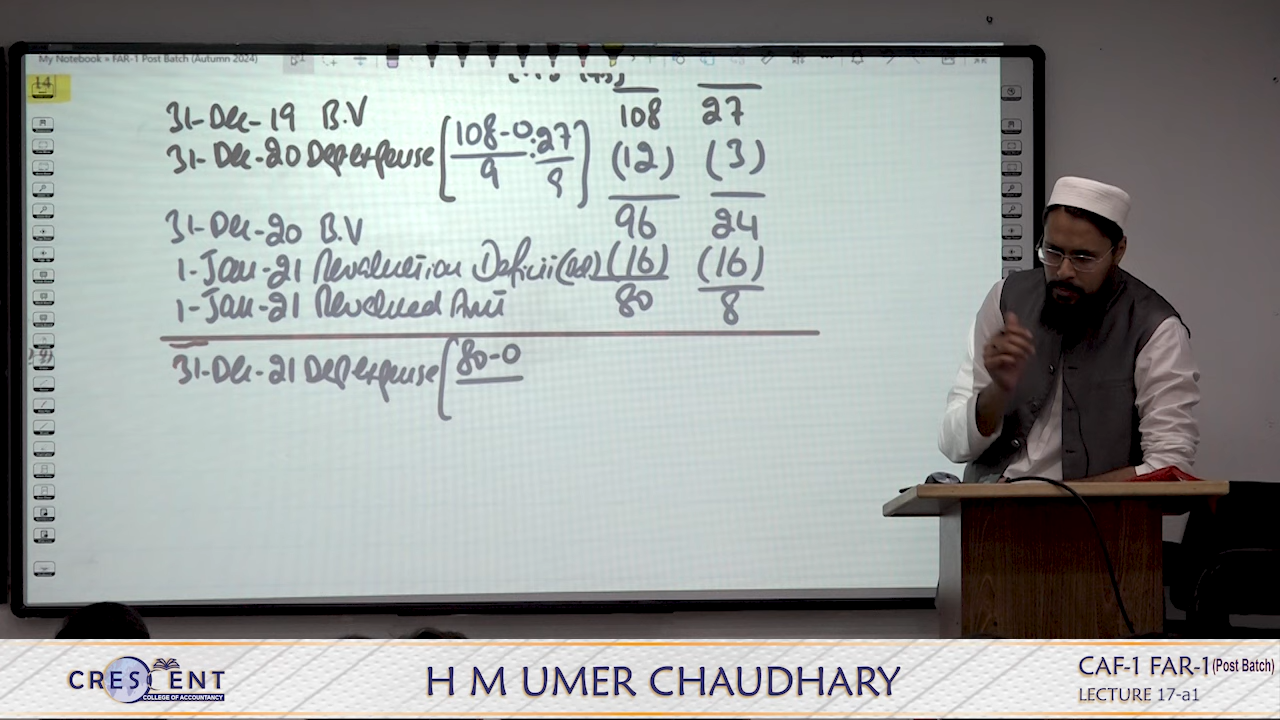 My Notebook » FAR-1 Post Batch (Autumn 2024)
14
31-Dec-19 B.V 108 27
31-Dec-20 Dep expense [108-0/9 : 27/9] (12) (3)
31-Dec-20 B.V 96 24
1-Jan-21 Revaluation (16) (16)
1-Jan-21 Revalued Amt 80 8
31-Dec-21 Dep expense [80-0
CRESCENT
COLLEGE OF ACCOUNTANCY
H M UMER CHAUDHARY
CAF-1 FAR-1 (Post Batch)
LECTURE 17-a1